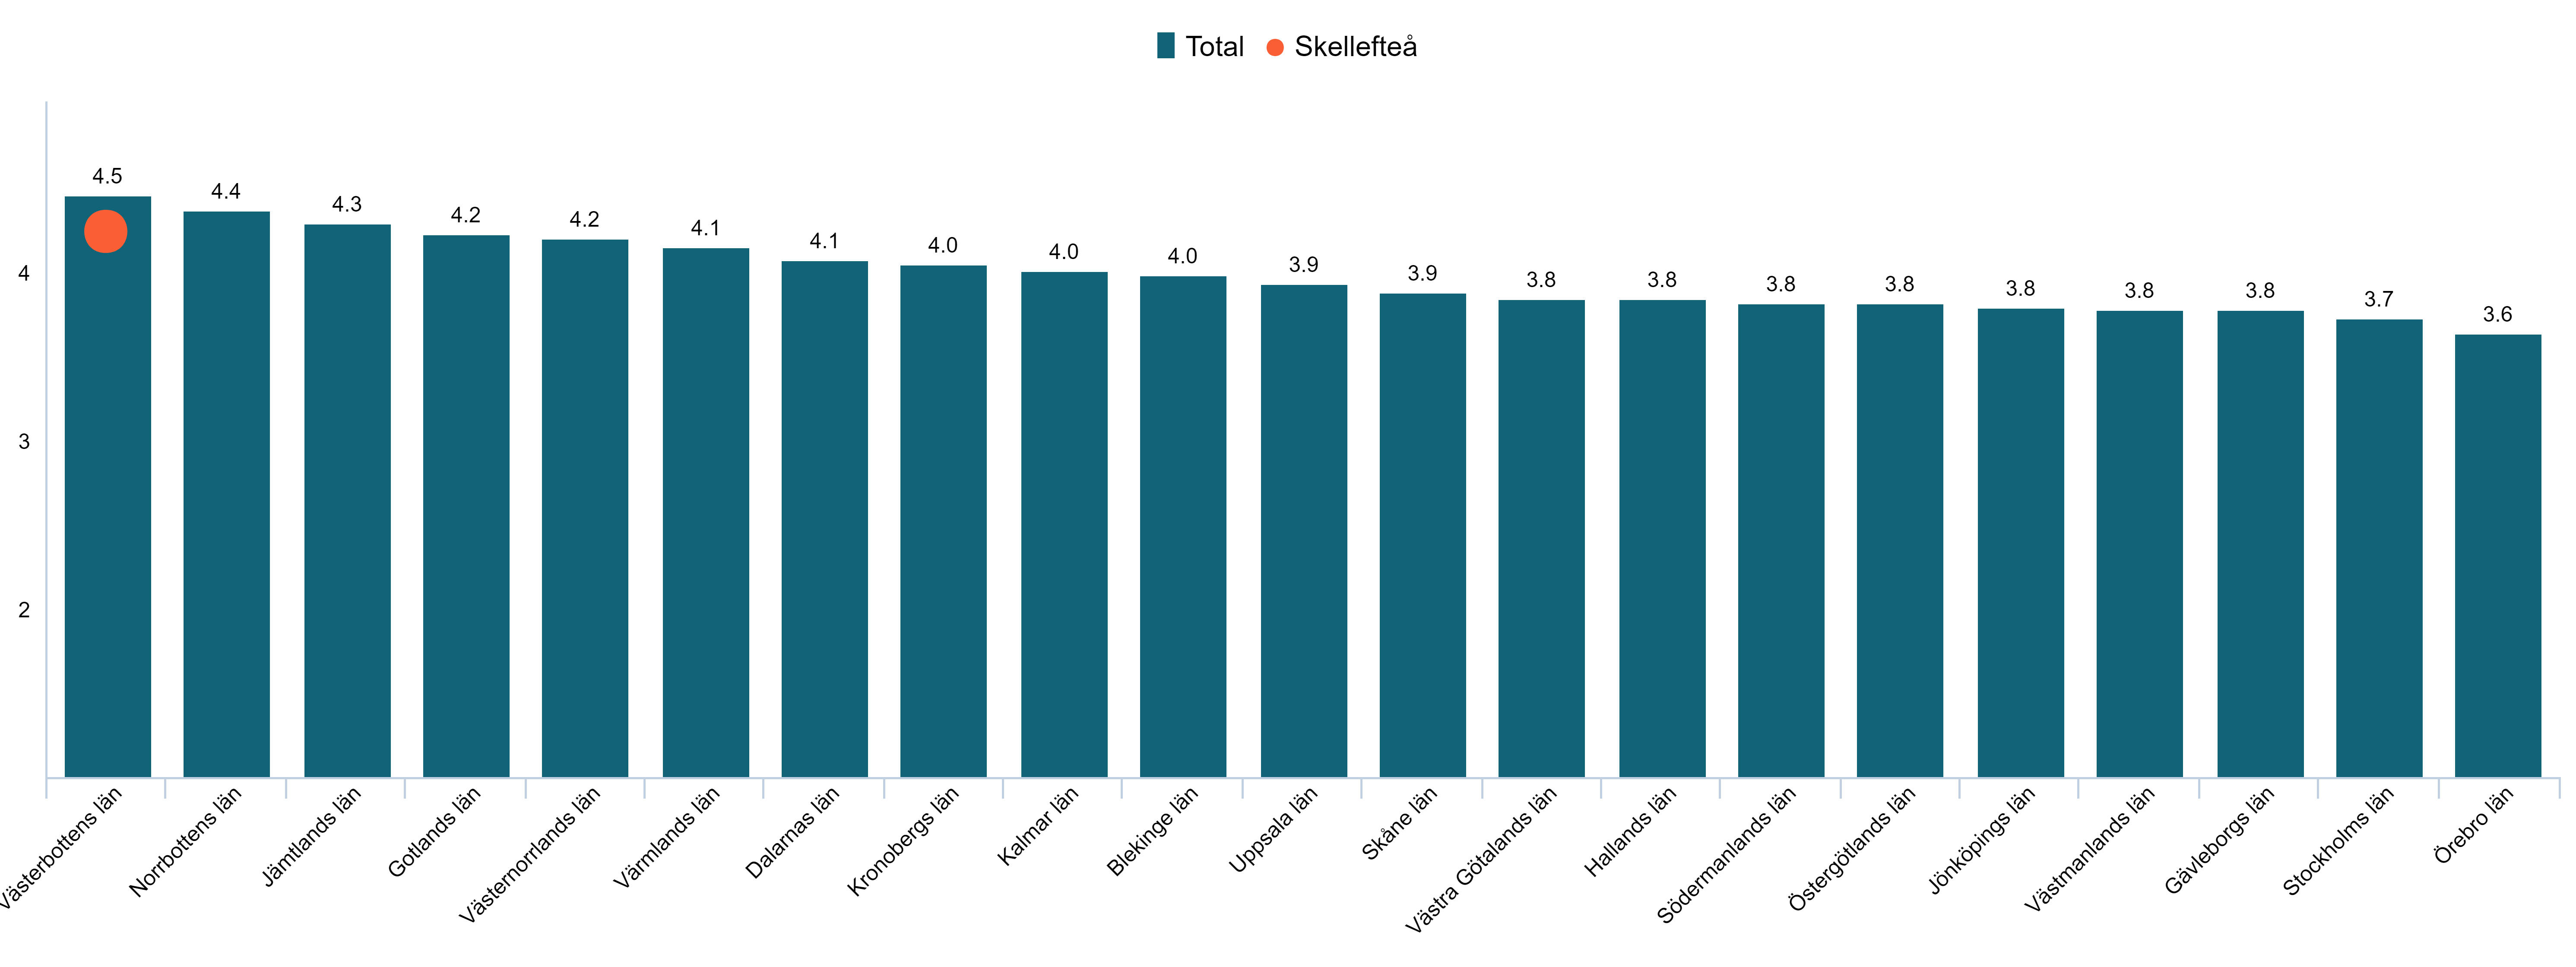 Total Skellefteå
4.5
4.4
4.3
4.2
4.2
4.1
4.1
4.0
4.0
4.0
3.9
3.9
3.8
3.8
3.8
3.8
3.8
3.8
3.8
3.7
3.6
4
3
2
Västerbottens län
Norrbottens län
Jämtlands län
Gotlands län
Västernorrlands län
Värmlands län
Dalarnas län
Kronobergs län
Kalmar län
Blekinge län
Uppsala län
Skåne län
Västra Götalands län
Hallands län
Södermanlands län
Östergötlands län
Jönköpings län
Västmanlands län
Gävleborgs län
Stockholms län
Örebro län